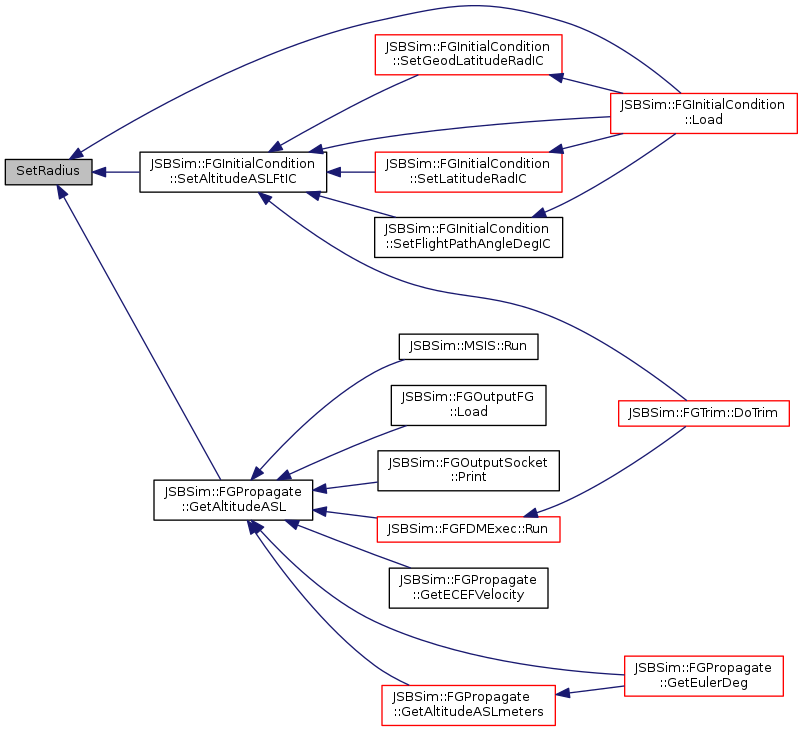 JSBSim::FGInitialCondition
::SetGeodLatitudeRadIC
JSBSim::FGInitialCondition
::Load
SetRadius
JSBSim::FGInitialCondition
::SetAltitudeASLFtIC
JSBSim::FGInitialCondition
::SetLatitudeRadIC
JSBSim::FGInitialCondition
::SetFlightPathAngleDegIC
JSBSim::MSIS::Run
JSBSim::FGOutputFG
::Load
JSBSim::FGTrim::DoTrim
JSBSim::FGOutputSocket
::Print
JSBSim::FGPropagate
::GetAltitudeASL
JSBSim::FGFDMExec::Run
JSBSim::FGPropagate
::GetECEFVelocity
JSBSim::FGPropagate
::GetEulerDeg
JSBSim::FGPropagate
::GetAltitudeASLmeters